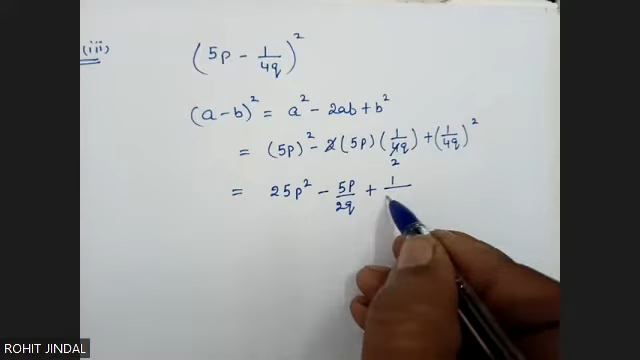 (iii) (5p - 1/4q)²
(a-b)² = a² - 2ab + b²
= (5p)² - 2(5p)(1/4q) + (1/4q)²
2
= 25p² - 5p/2q + 1/
ROHIT JINDAL